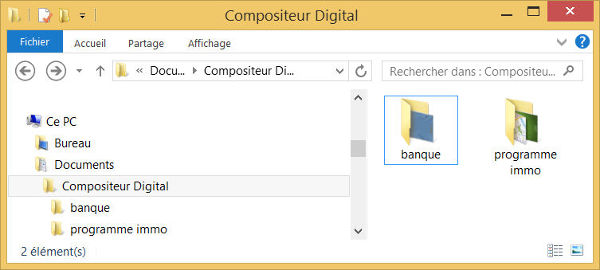 Compositeur Digital
Fichier Accueil Partage Affichage
« Docu... Compositeur Di... Rechercher dans : Compositeu...
Ce PC
Bureau
Documents
Compositeur Digital
banque
programme immo
banque
programme
immo
2 élément(s)